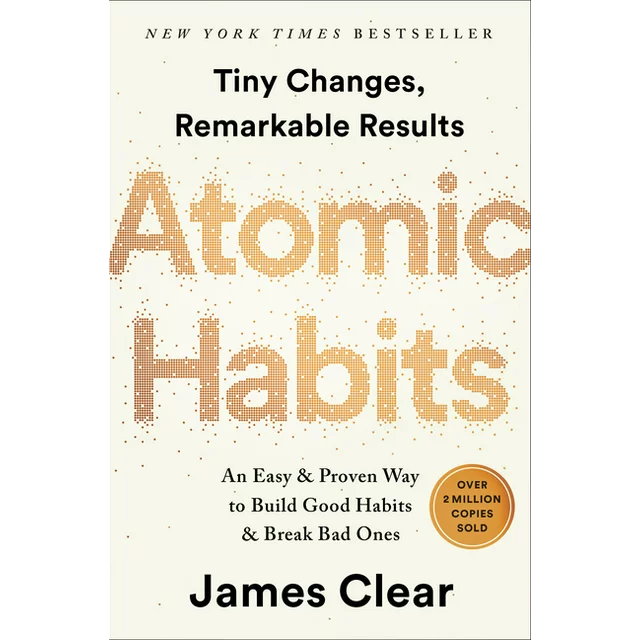 NEW YORK TIMES BESTSELLER
Tiny Changes,
Remarkable Results
Atomic
Habits
An Easy & Proven Way
to Build Good Habits
& Break Bad Ones
OVER
2 MILLION
COPIES
SOLD
James Clear